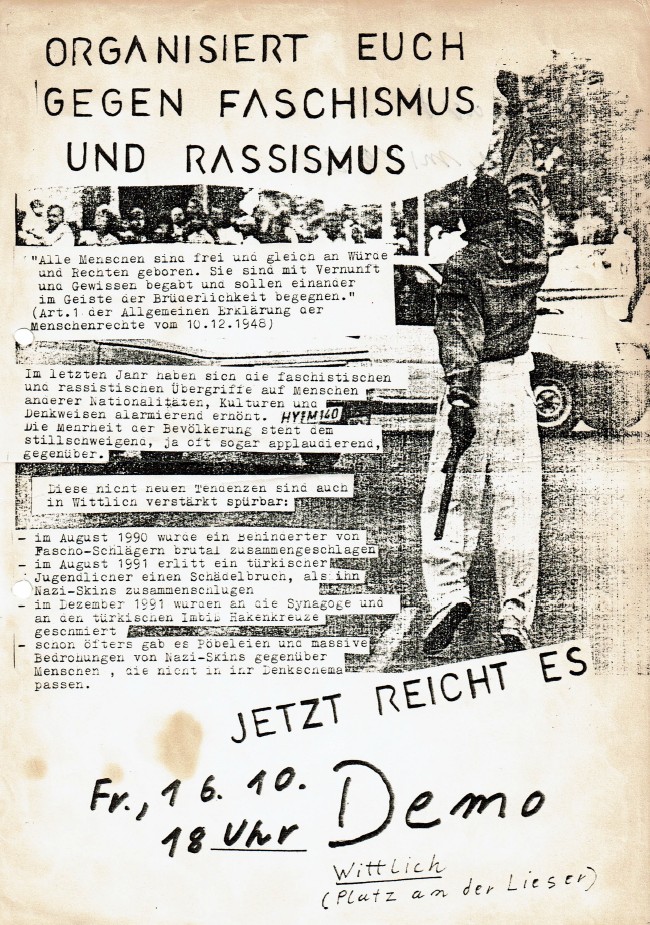 ORGANISIERT EUCH
GEGEN FASCHISMUS
UND RASSISMUS
"Alle Menschen sind frei und gleich an Würde
und Rechten geboren. Sie sind mit Vernunft
und Gewissen begabt und sollen einander
im Geiste der Brüderlichkeit begegnen."
(Art.1 der Allgemeinen Erklärung der
Menschenrechte vom 10.12.1948)
Im letzten Jahr haben sich die faschistischen
und rassistischen Übergriffe auf Menschen
anderer Nationalitäten, Kulturen und
Denkweisen alarmierend erhöht.
Die Mehrheit der Bevölkerung steht dem
stillschweigend, ja oft sogar applaudierend,
gegenüber.
Diese nicht neuen Tendenzen sind auch
in Wittlich verstärkt spürbar:
- im August 1990 wurde ein Behinderter von
Fascho-Schlägern brutal zusammengeschlagen
- im August 1991 erlitt ein türkischer
Jugendlicher einen Schädelbruch, als ihn
Nazi-Skins zusammenschlugen
- im Dezember 1991 wurden an die Synagoge und
an den türkischen Imbiß Hakenkreuze
geschmiert
- schon öfters gab es Pöbeleien und massive
Bedrohungen von Nazi-Skins gegenüber
Menschen , die nicht in ihr Denkschema
passen.
JETZT REICHT ES
Fr., 16. 10.
18 Uhr Demo
Wittlich
(Platz an der Lieser)